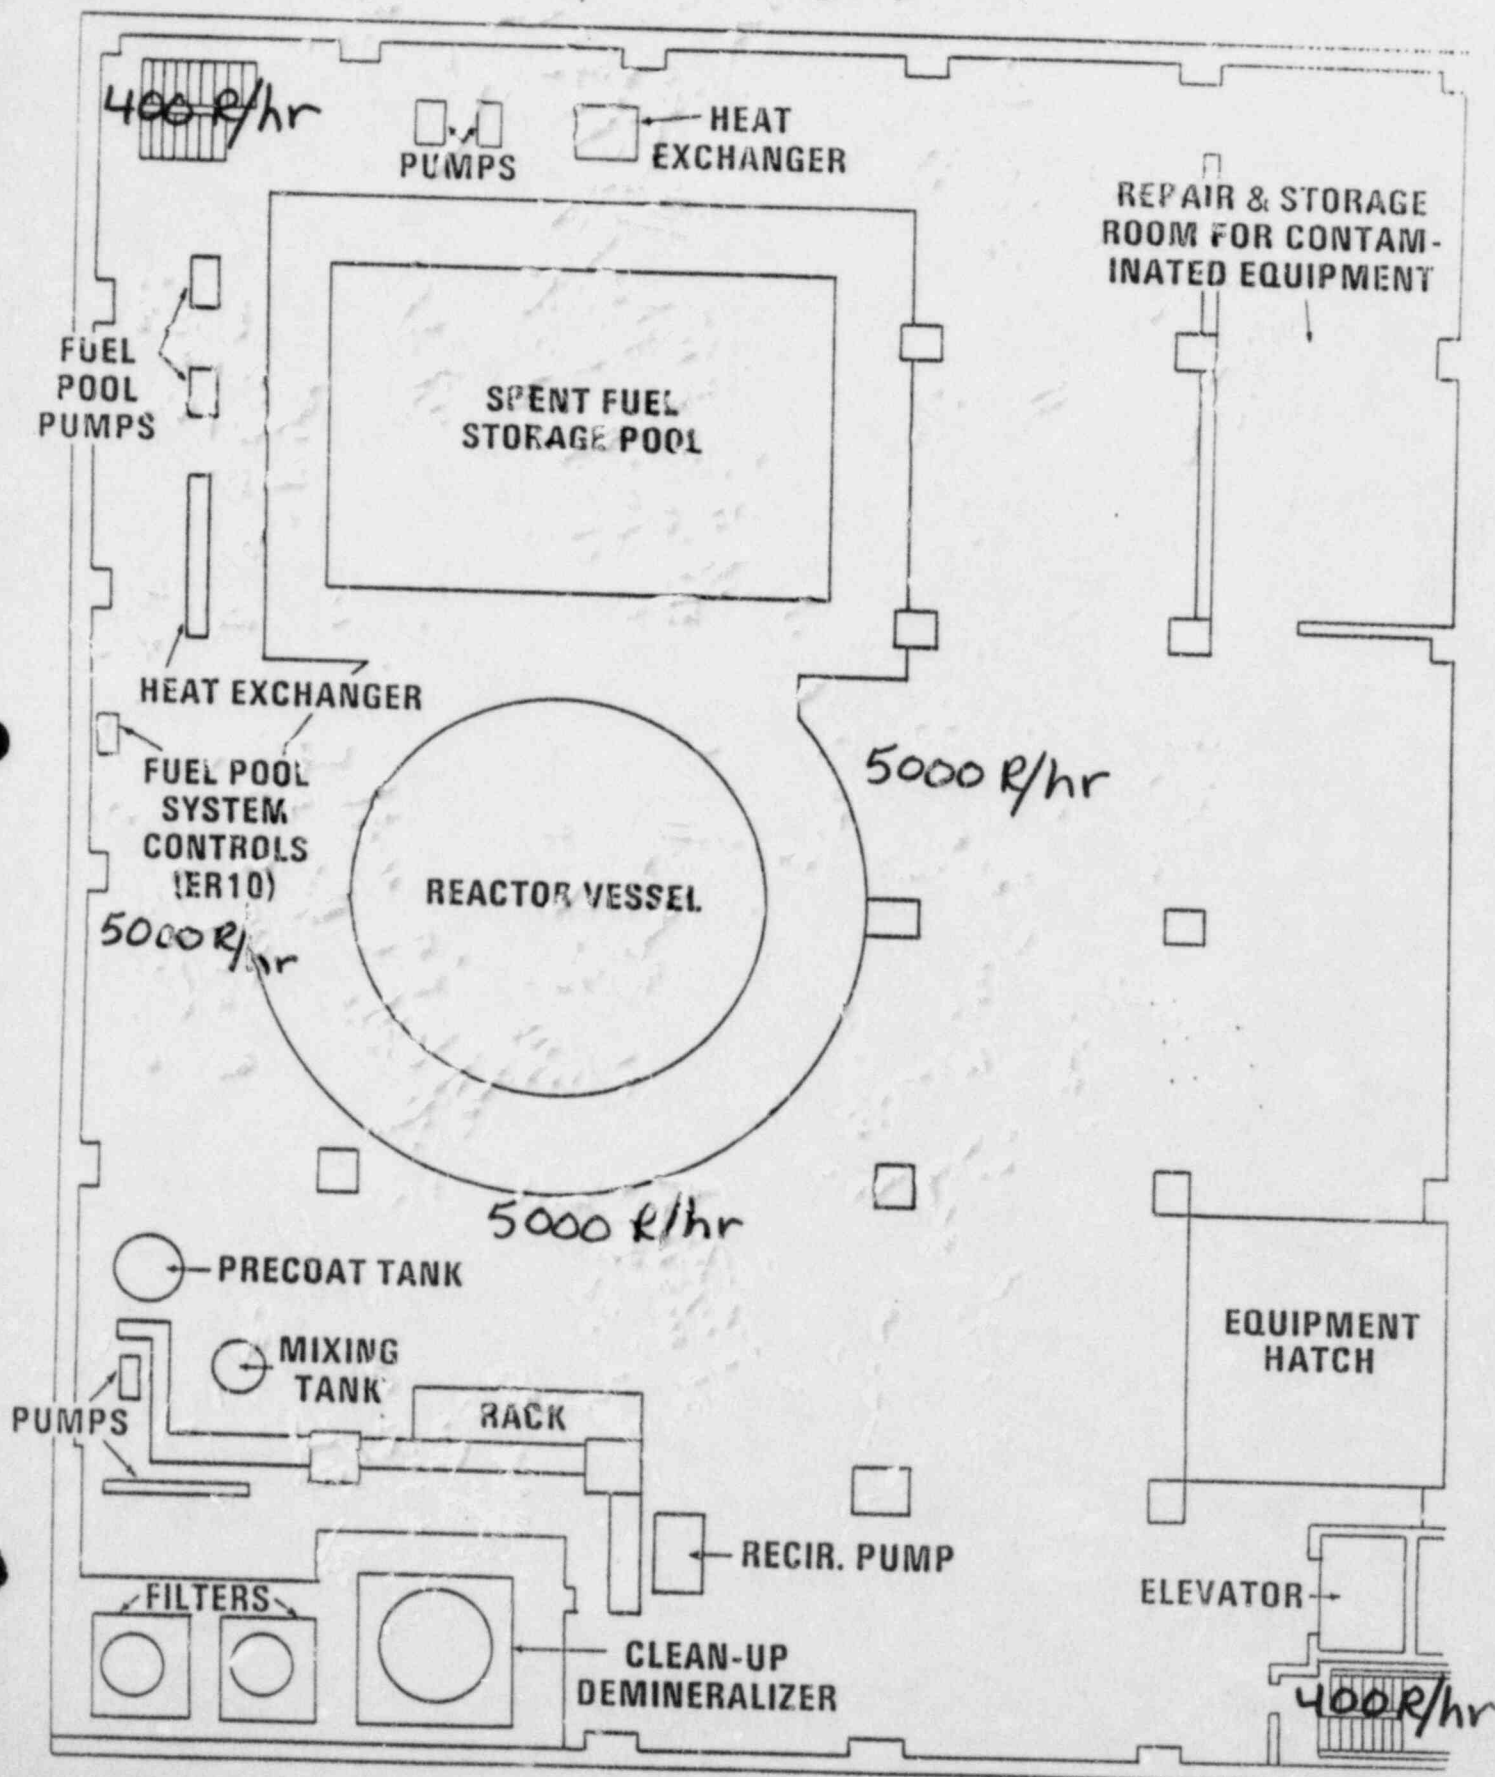 400 R/hr
PUMPS
HEAT
EXCHANGER
REPAIR & STORAGE
ROOM FOR CONTAM-
INATED EQUIPMENT
FUEL
POOL
PUMPS
SPENT FUEL
STORAGE POOL
HEAT EXCHANGER
FUEL POOL
SYSTEM
CONTROLS
(ER10)
5000 R/hr
5000 R/hr
REACTOR VESSEL
5000 R/hr
PRECOAT TANK
MIXING
TANK
PUMPS
RACK
EQUIPMENT
HATCH
RECIR. PUMP
ELEVATOR
FILTERS
CLEAN-UP
DEMINERALIZER
400 R/hr